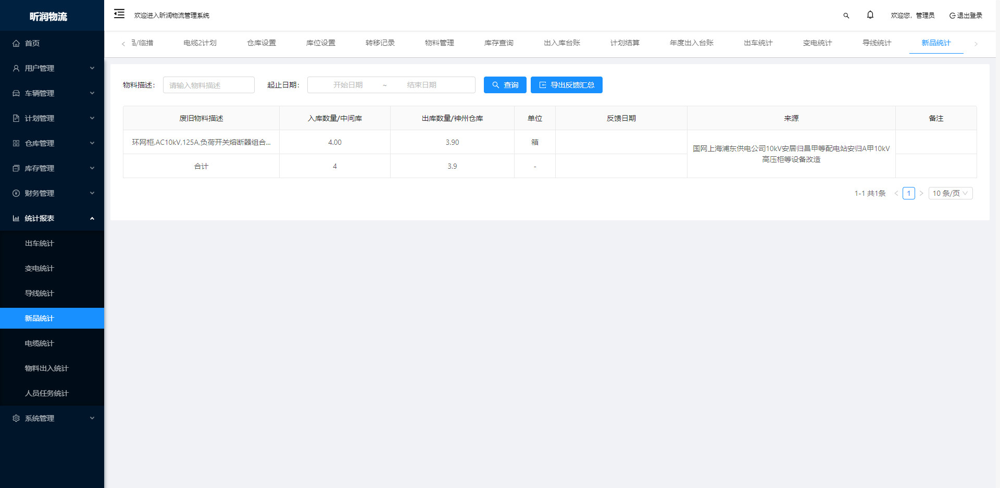 昕润物流
欢迎进入昕润物流管理系统
欢迎您，管理员
退出登录
首页
用户管理
车辆管理
计划管理
仓库管理
库存管理
财务管理
统计报表
出车统计
变电统计
导线统计
新品统计
电缆统计
物料出入统计
人员任务统计
系统管理
品/临措 电缆2计划 仓库设置 库位设置 转移记录 物料管理 库存查询 出入库台账 计划结算 年度出入台账 出车统计 变电统计 导线统计 新品统计
物料描述： 请输入物料描述 起止日期： 开始日期 ~ 结束日期 查询 导出反馈汇总
废旧物料描述 入库数量/中间库 出库数量/神州仓库 单位 反馈日期 来源 备注
环网柜,AC10kV,125A,负荷开关熔断器组合... 4.00 3.90 箱
国网上海浦东供电公司10kV安居归昌甲等配电站安归A甲10kV
高压柜等设备改造
合计 4 3.9 -
1-1 共1条 1 10 条/页